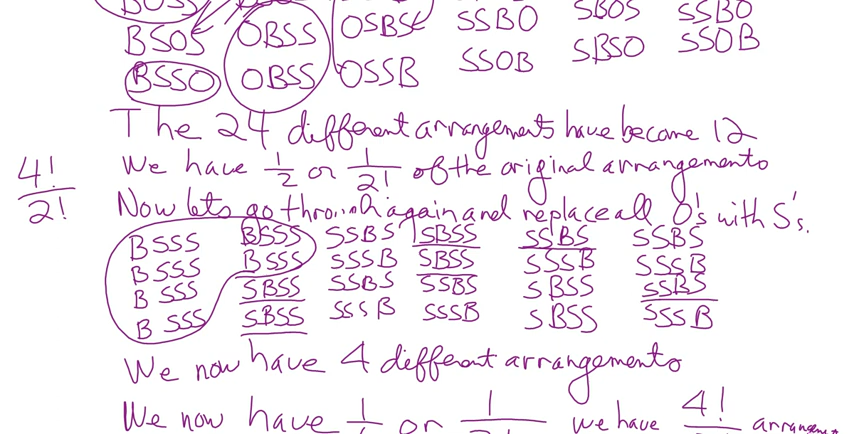 BOSS
BSOS OBSS OSBS SSBO SBOS SSBO
BSSO OBSS OSSB SSOB SBSO SSOB
The 24 different arrangements have become 12
4!/2! We have 1/2 or 1/2! of the original arrangements
Now lets go through again and replace all O's with S's.
BSSS BSSS SSBS SBSS SSBS SSBS
BSSS BSSS SSSB SBSS SSSB SSSB
BSSS SBSS SSBS SSBS SBSS SSBS
BSSS SBSS SSSB SSSB SBSS SSSB
We now have 4 different arrangements
We now have or we have 4!